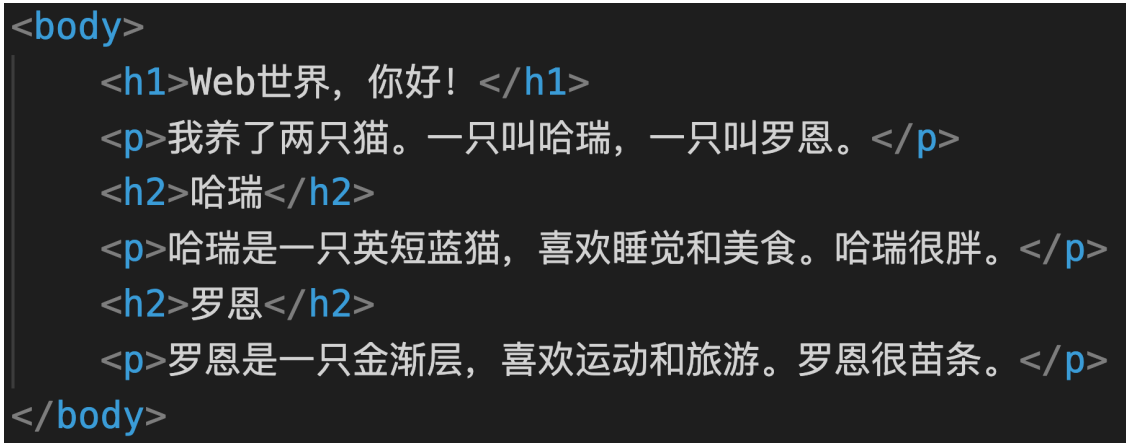 <body>
<h1>Web世界，你好！</h1>
<p>我养了两只猫。一只叫哈瑞，一只叫罗恩。</p>
<h2>哈瑞</h2>
<p>哈瑞是一只英短蓝猫，喜欢睡觉和美食。哈瑞很胖。</p>
<h2>罗恩</h2>
<p>罗恩是一只金渐层，喜欢运动和旅游。罗恩很苗条。</p>
</body>